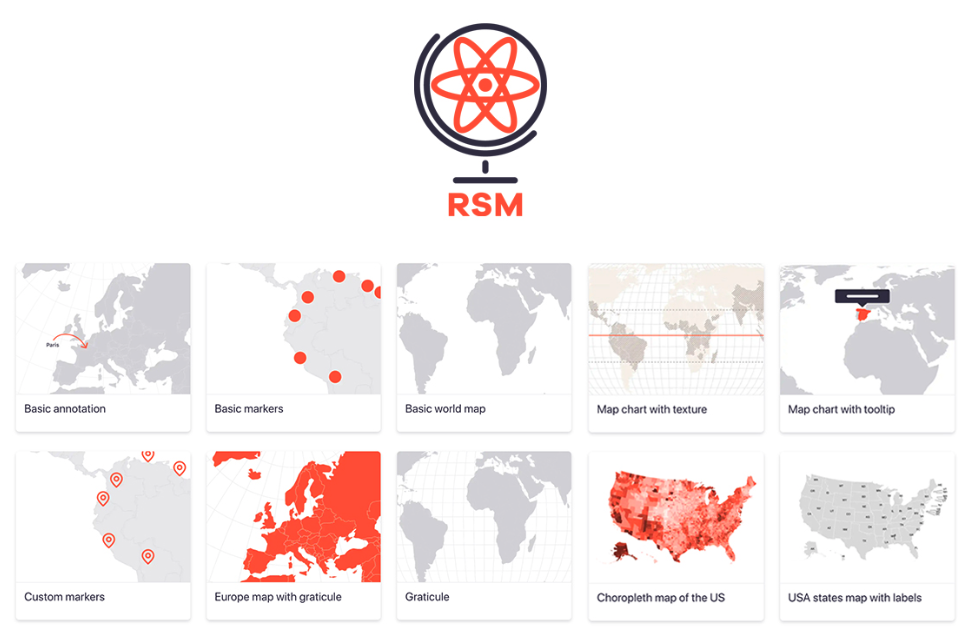 RSM
Paris
Basic annotation
Basic markers
Basic world map
Map chart with texture
Map chart with tooltip
Custom markers
Europe map with graticule
Graticule
Choropleth map of the US
USA states map with labels